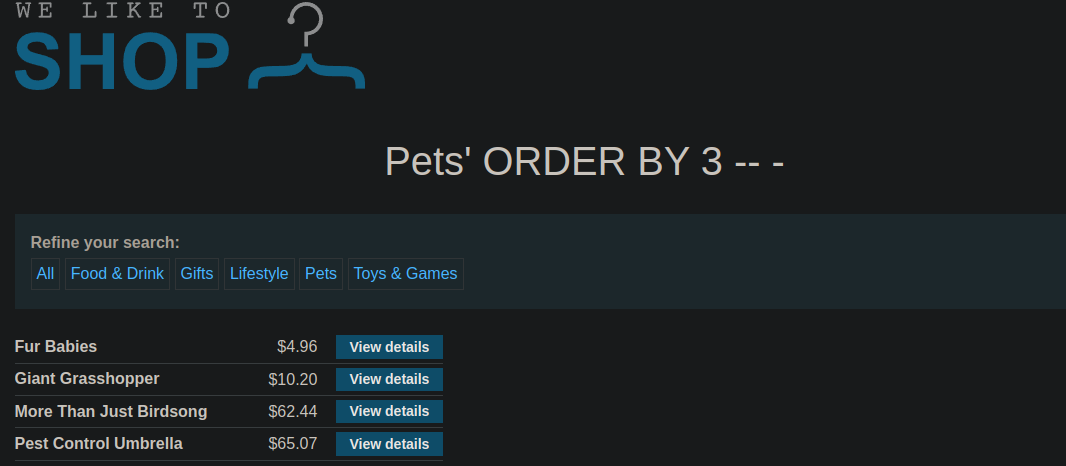 WE LIKE TO
SHOP
Pets' ORDER BY 3 -- -
Refine your search:
All Food & Drink Gifts Lifestyle Pets Toys & Games
Fur Babies $4.96 View details
Giant Grasshopper $10.20 View details
More Than Just Birdsong $62.44 View details
Pest Control Umbrella $65.07 View details